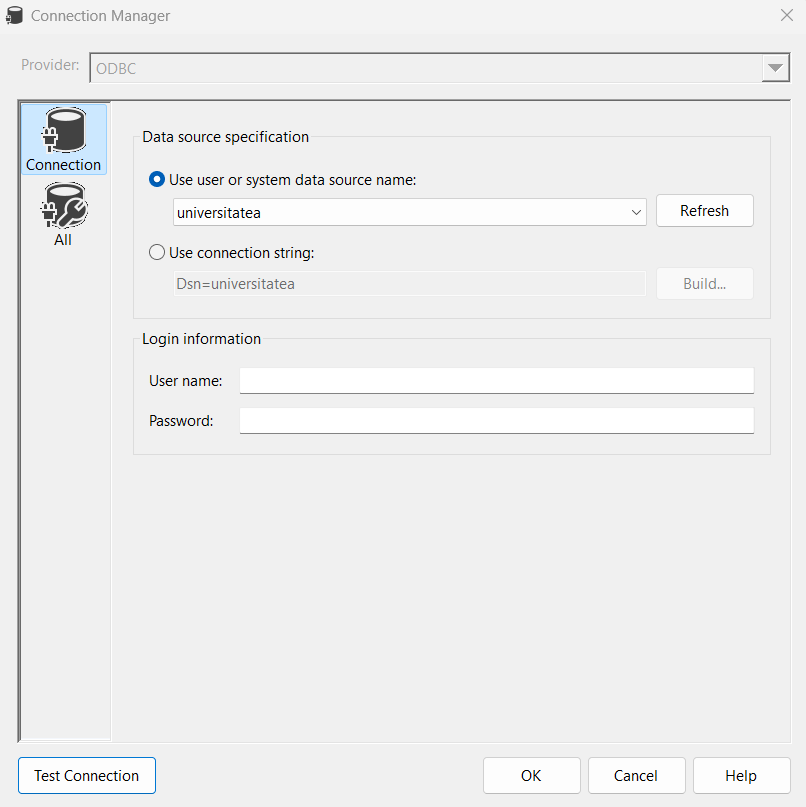 Connection Manager
Provider: ODBC
Connection
All
Data source specification
Use user or system data source name:
universitatea
Refresh
Use connection string:
Dsn=universitatea
Build...
Login information
User name:
Password:
Test Connection
OK
Cancel
Help